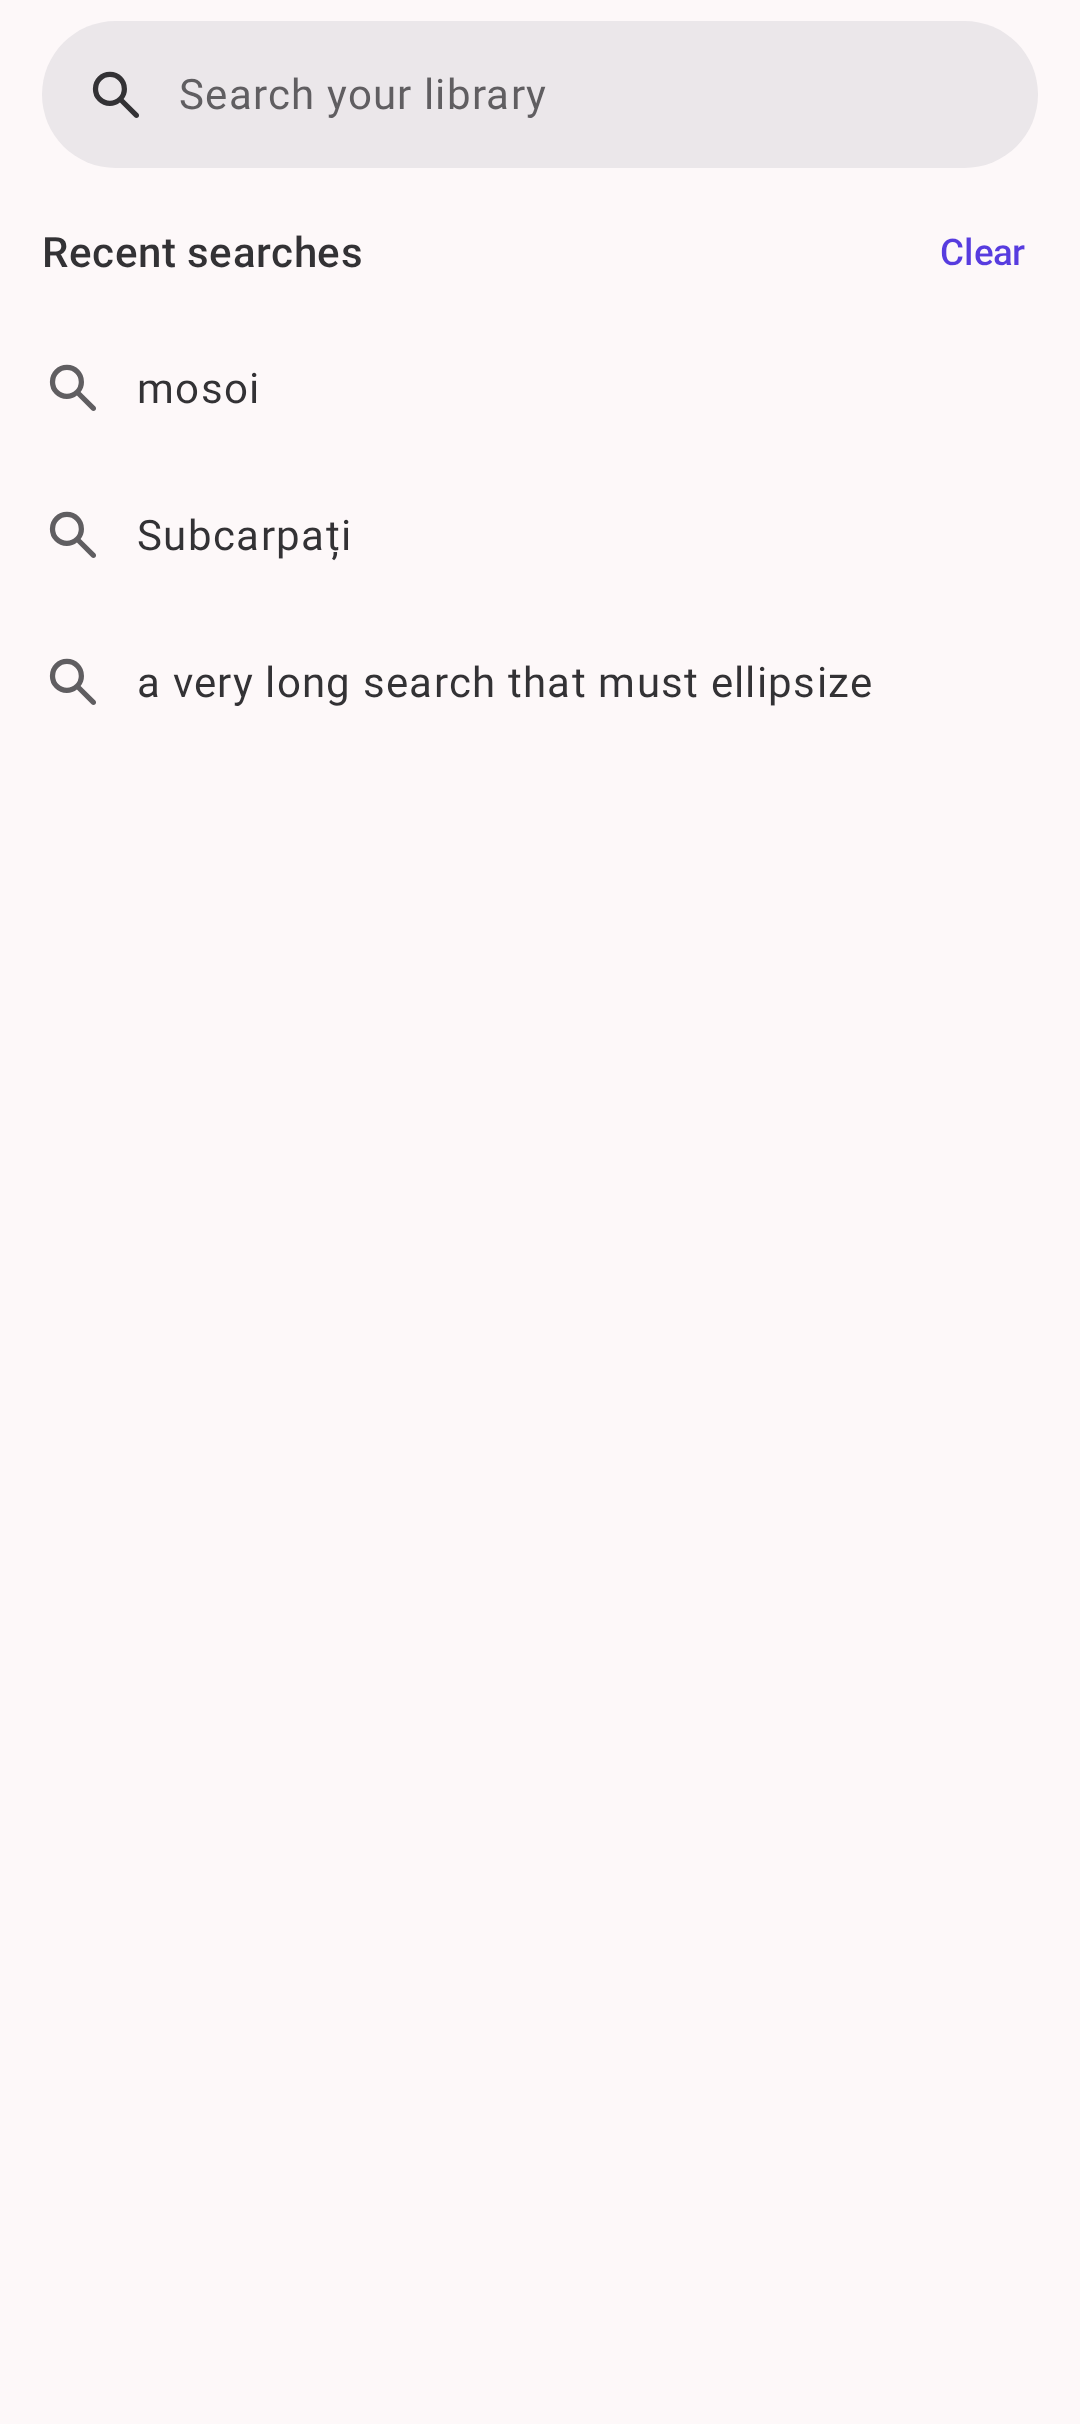 Search your library
Recent searches
Clear
mosoi
Subcarpați
a very long search that must ellipsize